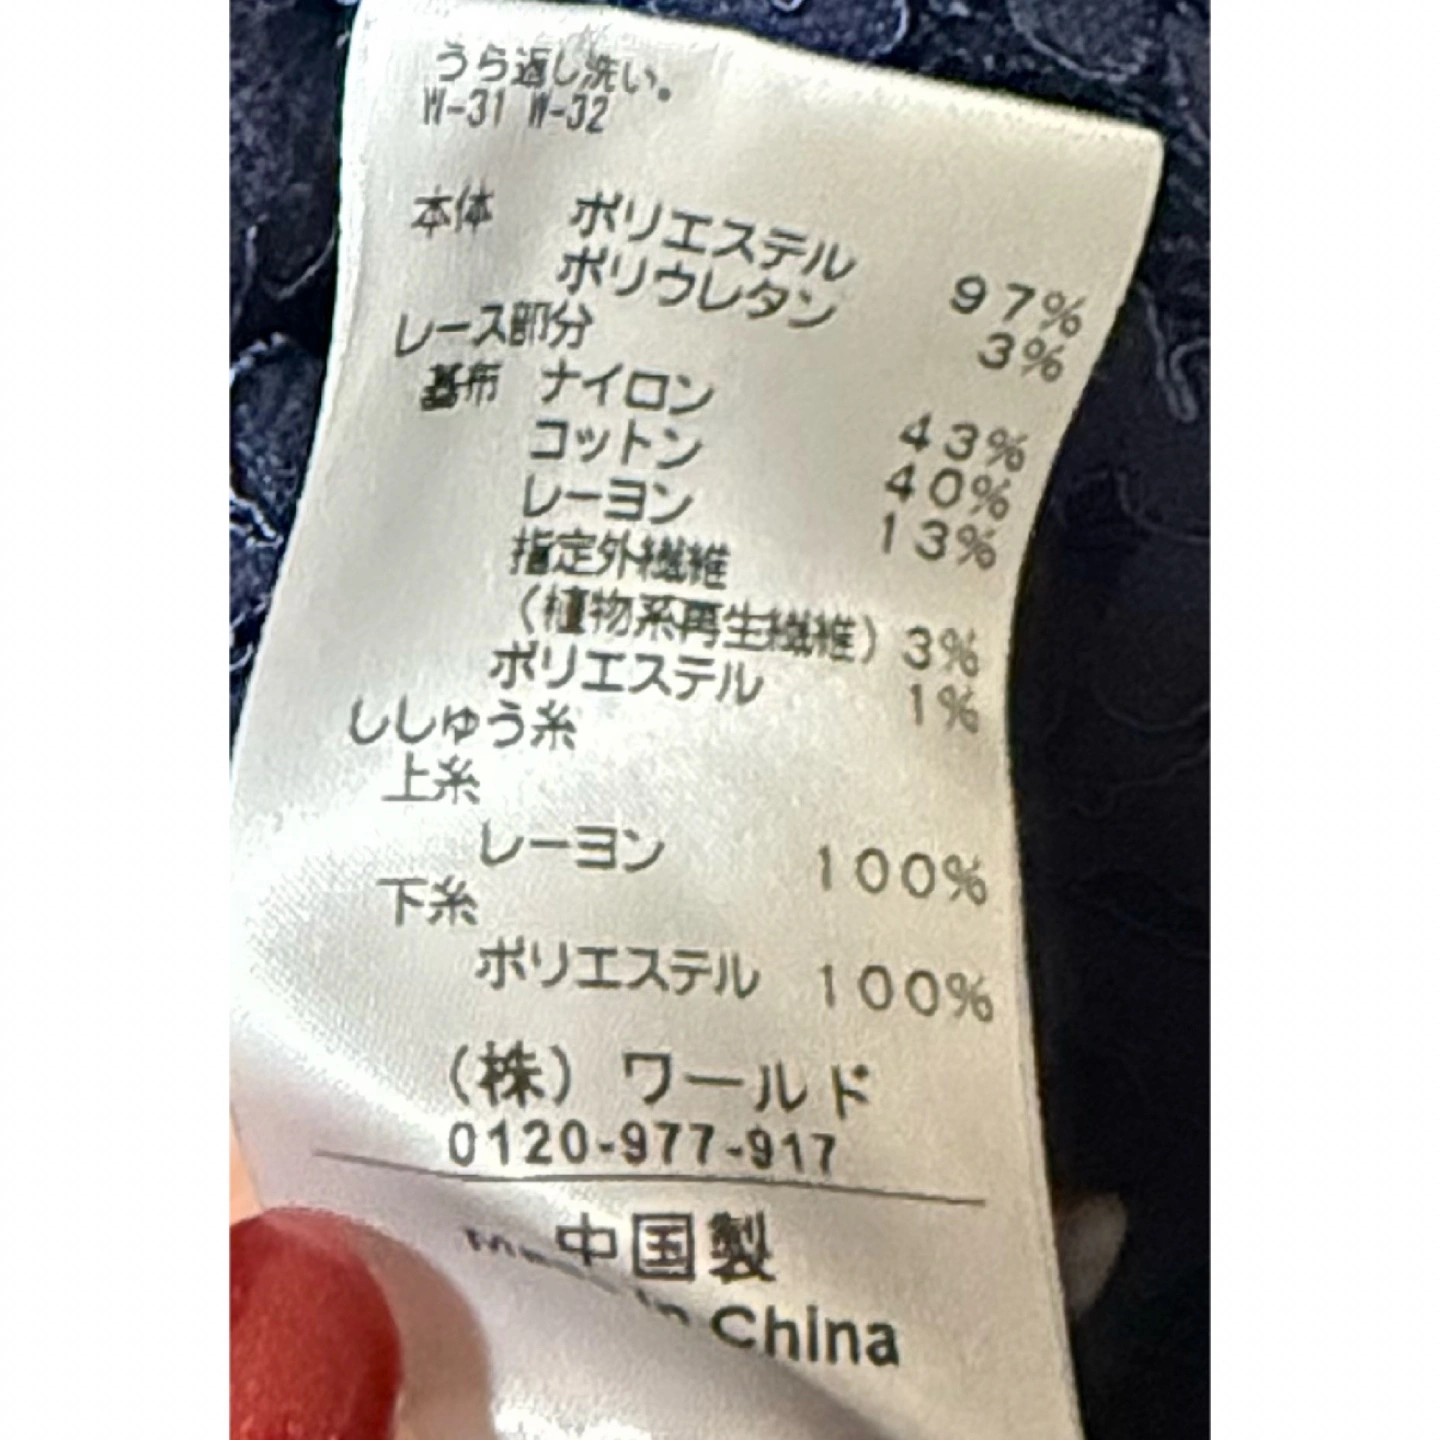 うら返し洗い。
W-31 W-32
本体 ポリエステル 97%
ポリウレタン 3%
レース部分
基布 ナイロン 43%
コットン 40%
レーヨン 13%
指定外繊維
(植物系再生繊維) 3%
ポリエステル 1%
ししゅう糸
上糸
レーヨン 100%
下糸
ポリエステル 100%
(株) ワールド
0120-977-917
中国製
Made in China